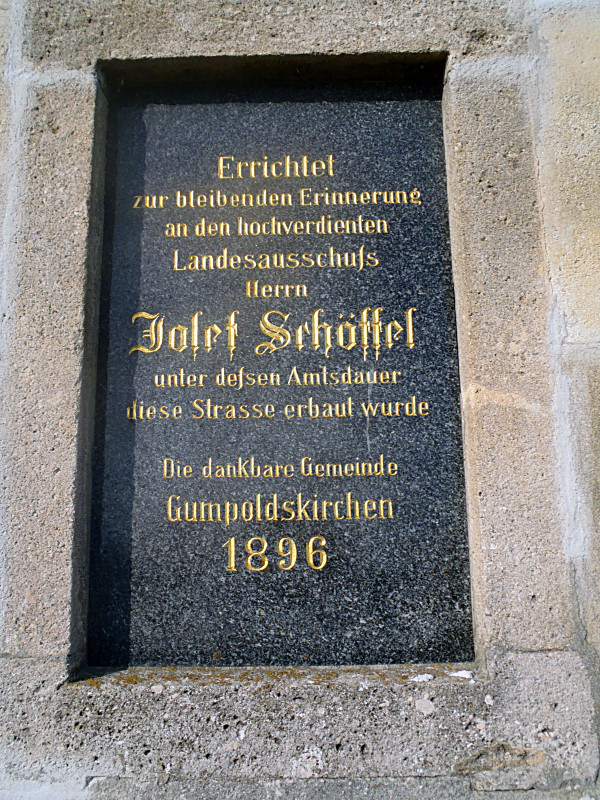 Errichtet
zur bleibenden Erinnerung
an den hochverdienten
Landesausschuſs
Herrn
Joſef Schöffel
unter deſsen Amtsdauer
diese Strasse erbaut wurde
Die dankbare Gemeinde
Gumpoldskirchen
1896